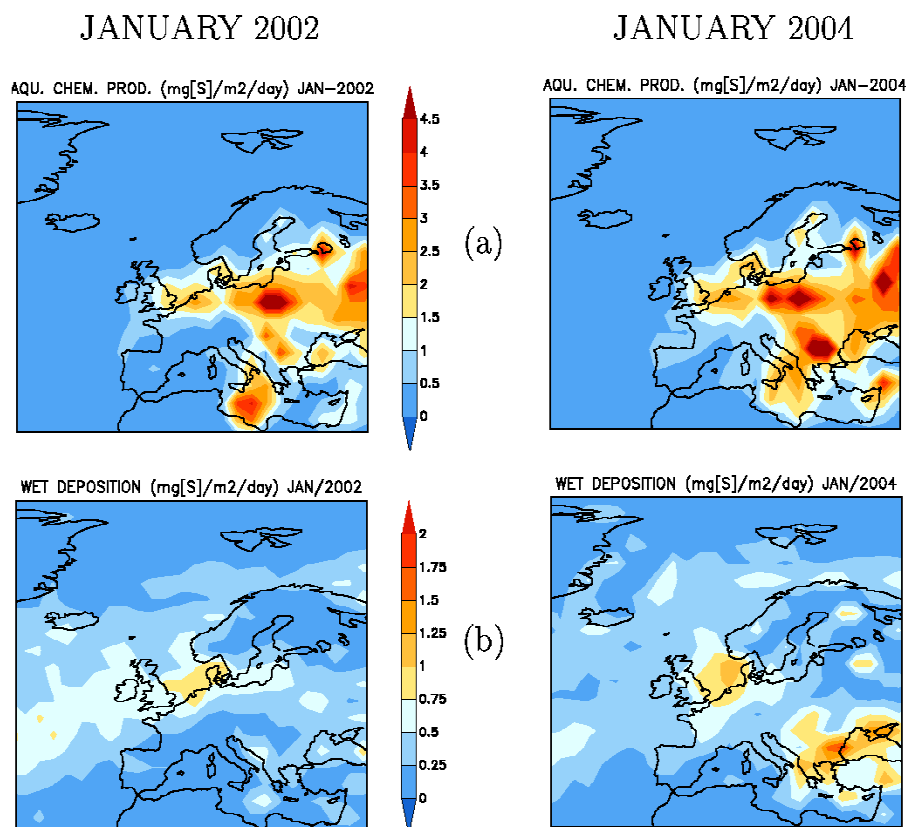 JANUARY 2002
JANUARY 2004
AQU. CHEM. PROD. (mg[S]/m2/day) JAN-2002
AQU. CHEM. PROD. (mg[S]/m2/day) JAN-2004
4.5
4
3.5
3
2.5
2
1.5
1
0.5
0
(a)
WET DEPOSITION (mg[S]/m2/day) JAN/2002
WET DEPOSITION (mg[S]/m2/day) JAN/2004
2
1.75
1.5
1.25
1
0.75
0.5
0.25
0
(b)